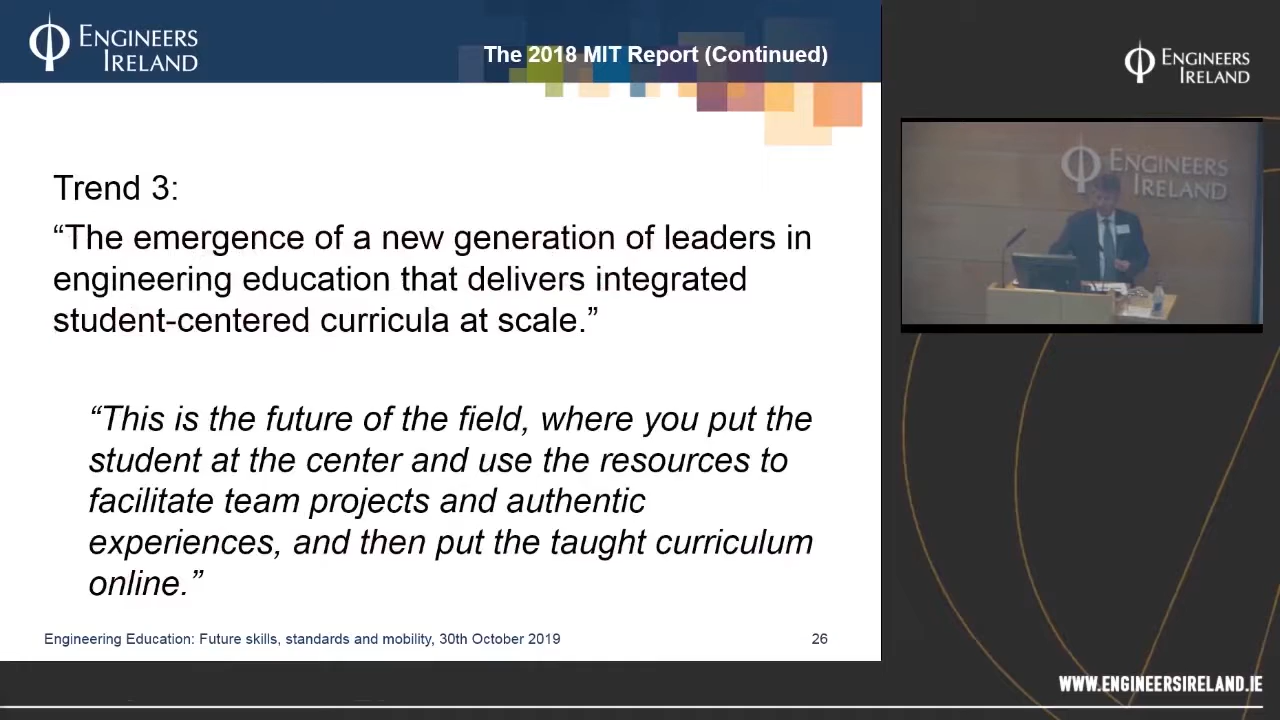 ENGINEERS
IRELAND
The 2018 MIT Report (Continued)
Trend 3:
“The emergence of a new generation of leaders in
engineering education that delivers integrated
student-centered curricula at scale.”
“This is the future of the field, where you put the
student at the center and use the resources to
facilitate team projects and authentic
experiences, and then put the taught curriculum
online.”
Engineering Education: Future skills, standards and mobility, 30th October 2019
26
ENGINEERS
IRELAND
ENGINEERS
IRELAND
WWW.ENGINEERSIRELAND.IE